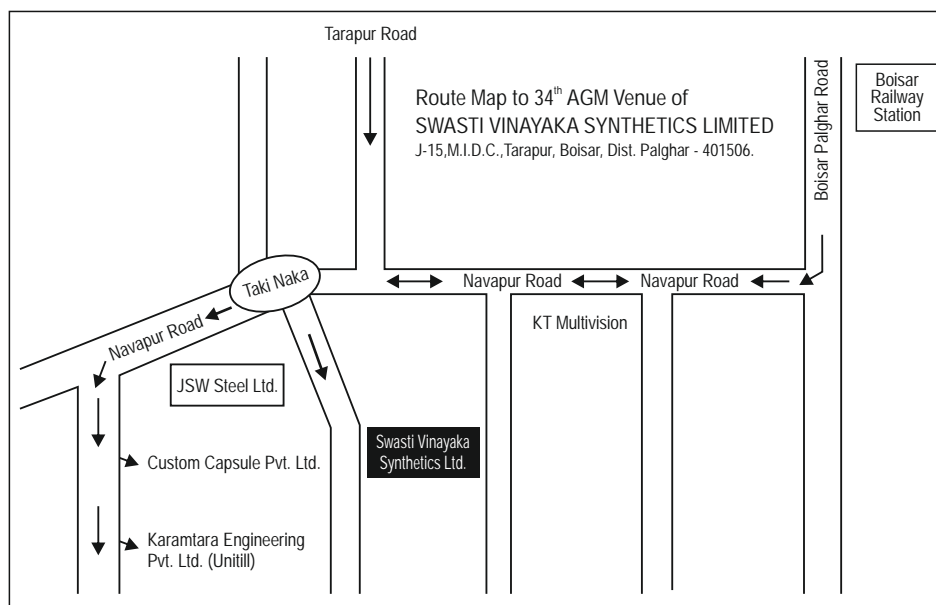 Tarapur Road
Route Map to 34th AGM Venue of
SWASTI VINAYAKA SYNTHETICS LIMITED
J-15,M.I.D.C.,Tarapur, Boisar, Dist. Palghar - 401506.
Boisar Palghar Road
Boisar
Railway
Station
Taki Naka
Navapur Road
Navapur Road
Navapur Road
KT Multivision
JSW Steel Ltd.
Swasti Vinayaka
Synthetics Ltd.
Custom Capsule Pvt. Ltd.
Karamtara Engineering
Pvt. Ltd. (Unitill)